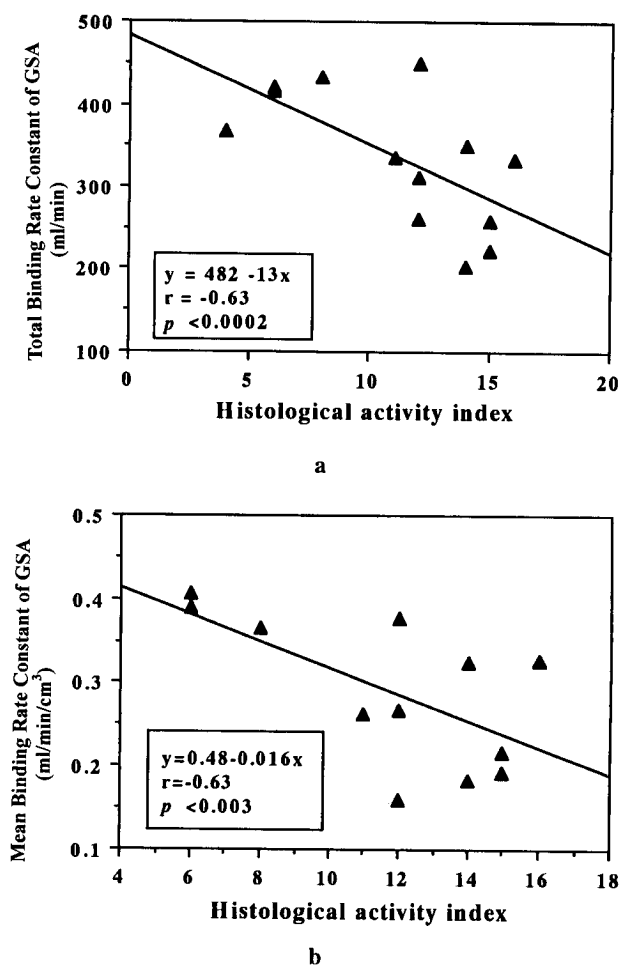 500
400
300
200
100
Total Binding Rate Constant of GSA
(ml/min)
y = 482 -13x
r = -0.63
p <0.0002
0 5 10 15 20
Histological activity index
a
0.5
0.4
0.3
0.2
0.1
Mean Binding Rate Constant of GSA
(ml/min/cm³)
y=0.48-0.016x
r=-0.63
p <0.003
4 6 8 10 12 14 16 18
Histological activity index
b